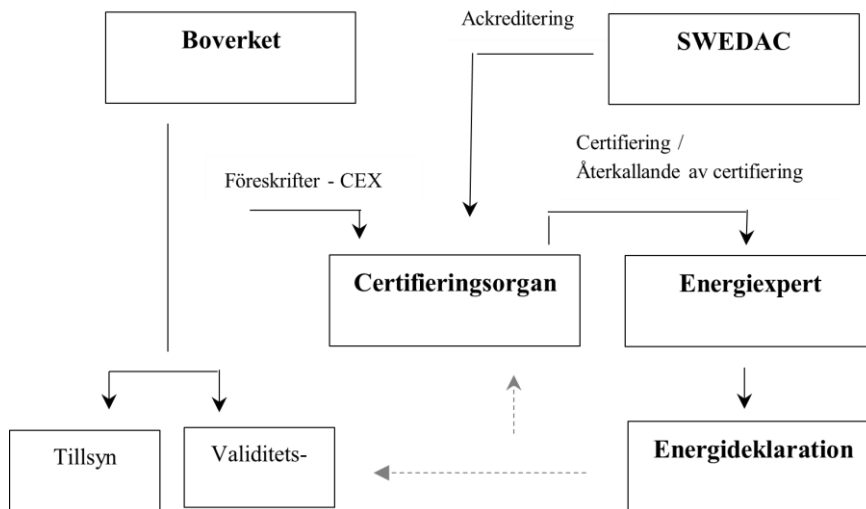 Boverket
Ackreditering
SWEDAC
Certifiering /
Återkallande av certifiering
Föreskrifter - CEX
Certifieringsorgan
Energiexpert
Tillsyn
Validitets-
Energideklaration